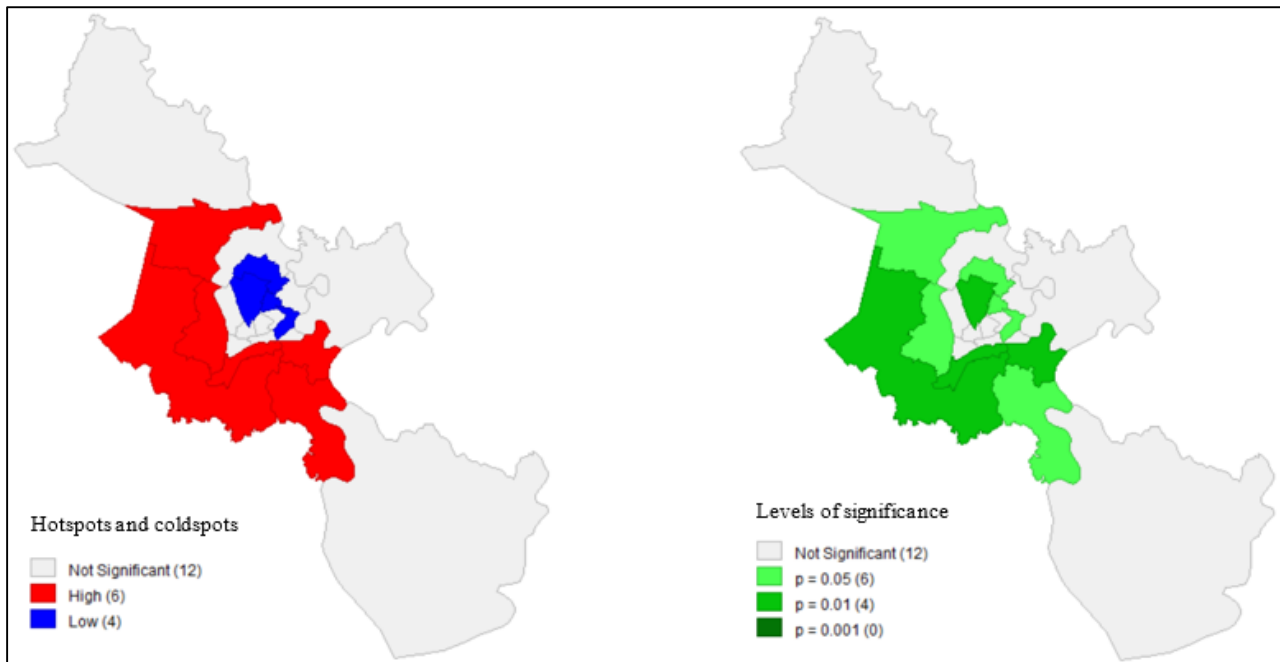 Hotspots and coldspots
Not Significant (12)
High (6)
Low (4)
Levels of significance
Not Significant (12)
p = 0.05 (6)
p = 0.01 (4)
p = 0.001 (0)